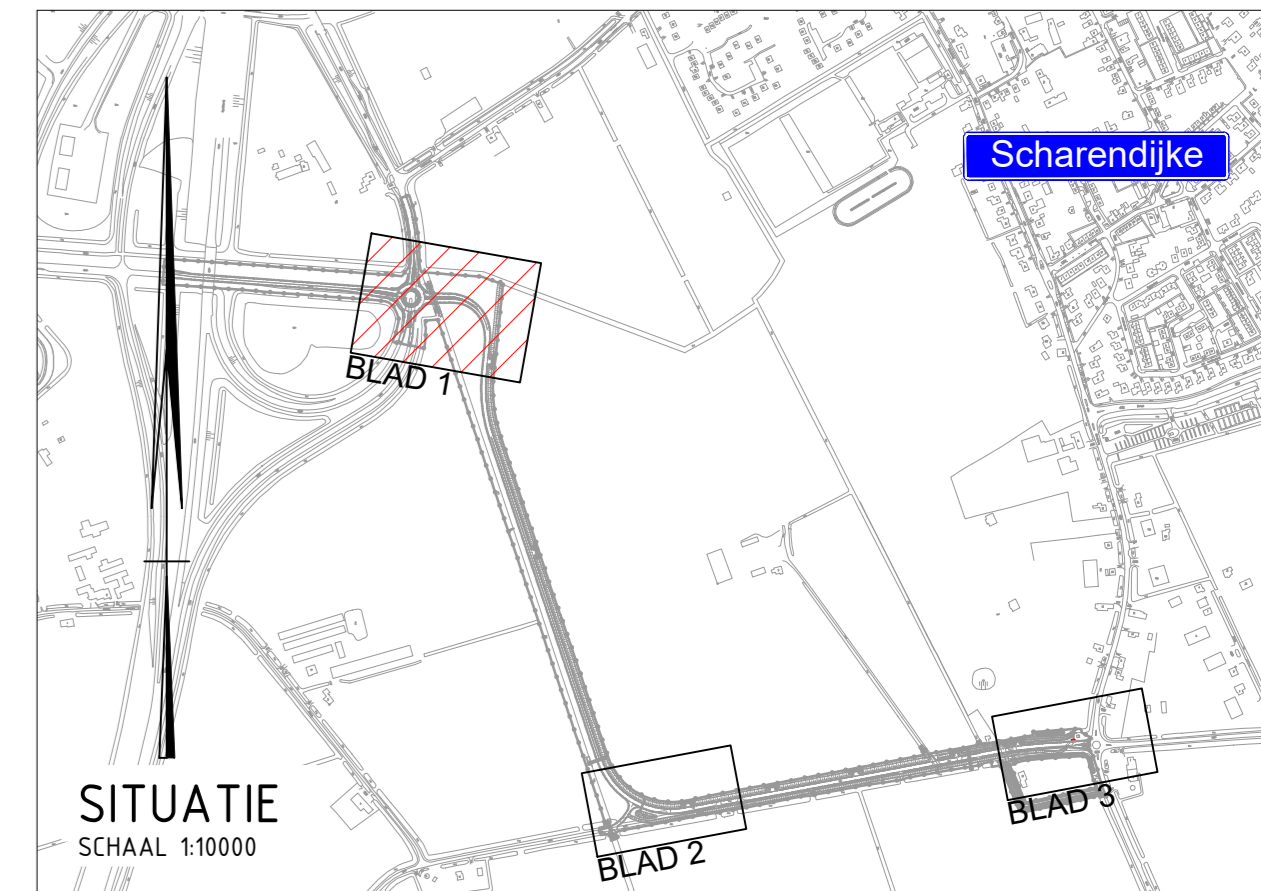 Scharendijke
BLAD 1
BLAD 2
BLAD 3
SITUATIE
SCHAAL 1:10000